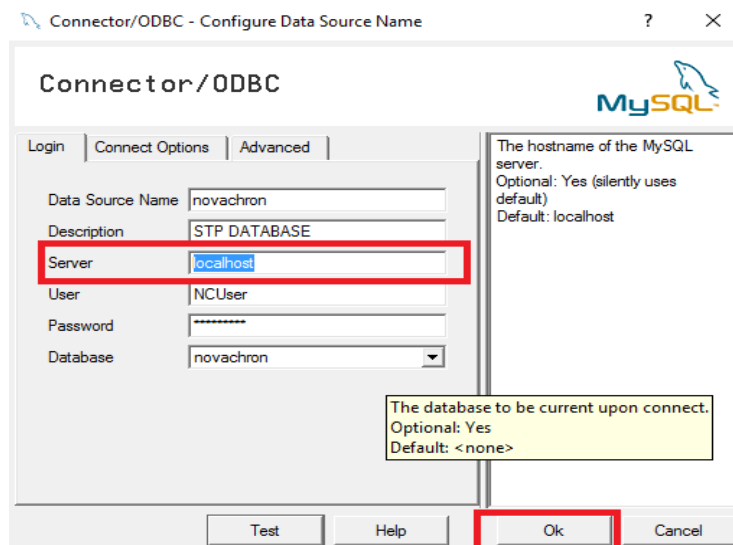 Connector/ODBC - Configure Data Source Name
?
Connector/ODBC
MySQL
Login
Connect Options
Advanced
Data Source Name novachron
Description STP DATABASE
Server localhost
User NCUser
Password *********
Database novachron
The hostname of the MySQL
server.
Optional: Yes (silently uses
default)
Default: localhost
The database to be current upon connect.
Optional: Yes
Default: <none>
Test
Help
Ok
Cancel